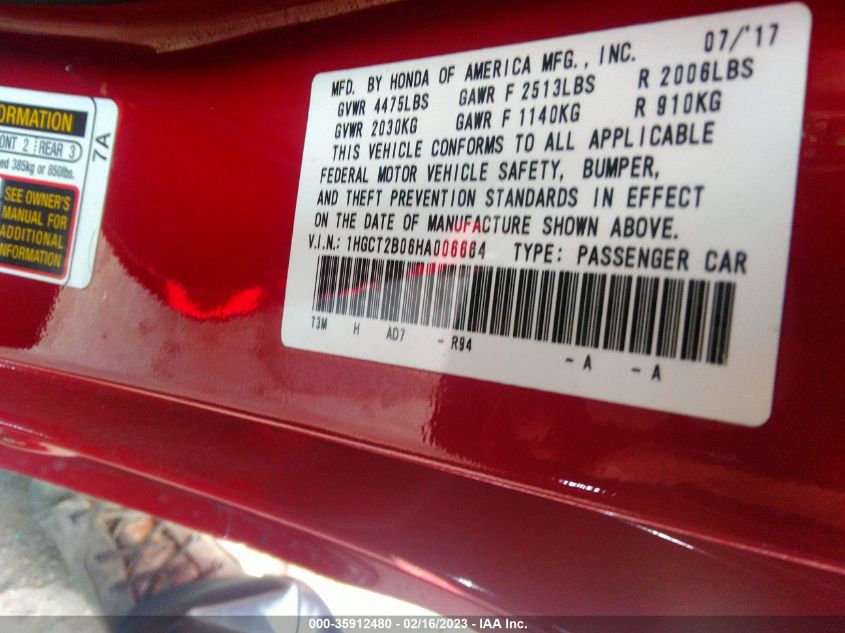 ORMATION
ONT 2 REAR 3
ed 385kg or 850lbs.
SEE OWNER'S
MANUAL FOR
ADDITIONAL
INFORMATION
7A
07/'17
MFD. BY HONDA OF AMERICA MFG., INC.
GVWR 4475LBS GAWR F 2513LBS R 2006LBS
GVWR 2030KG GAWR F 1140KG R 910KG
THIS VEHICLE CONFORMS TO ALL APPLICABLE
FEDERAL MOTOR VEHICLE SAFETY, BUMPER,
AND THEFT PREVENTION STANDARDS IN EFFECT
ON THE DATE OF MANUFACTURE SHOWN ABOVE.
V.I.N.: 1HGCT2B06HA006664 TYPE: PASSENGER CAR
T3M H AD7 - R94 - A - A
000-35912480 - 02/16/2023 - IAA Inc.